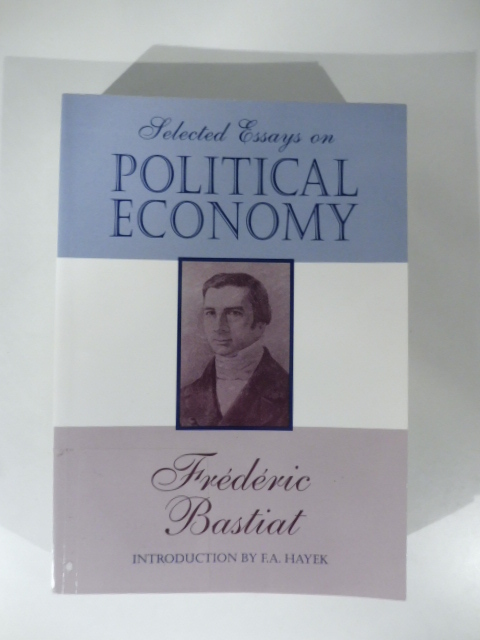 Selected Essays on
POLITICAL
ECONOMY
Frédéric
Bastiat
INTRODUCTION BY F.A. HAYEK